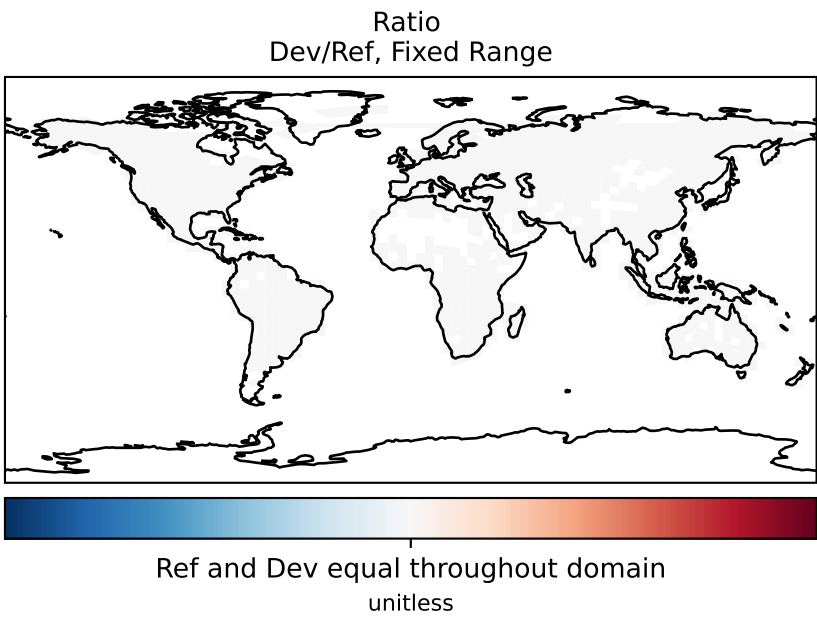 Ratio
Dev/Ref, Fixed Range
Ref and Dev equal throughout domain
unitless